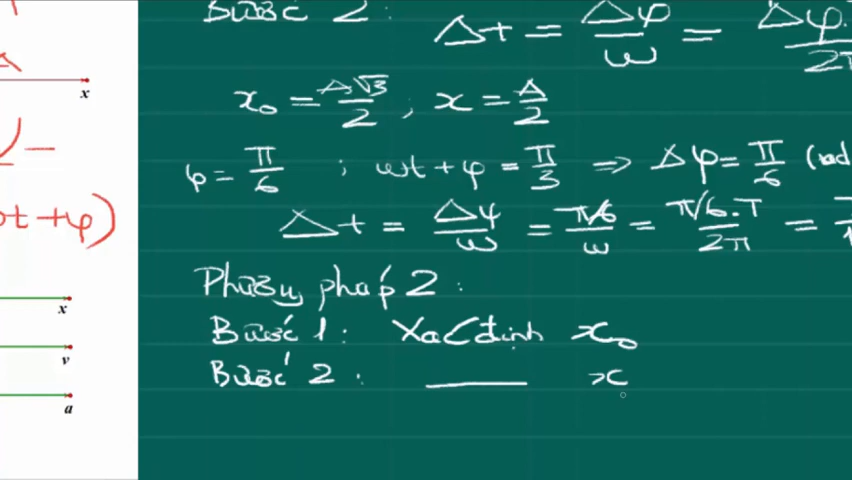 Bước 2 :
Δt = Δφ/ω = Δφ.
x
x₀ = A√3/2 ; x = A/2
φ = π/6 ; ωt + φ = π/3 => Δφ = π/6 (rad
ωt + φ)
Δt = Δφ/ω = π/6/ω = π/6.T/2π =
Phương pháp 2 :
x
Bước 1 : Xác định x₀
v
Bước 2 : ——— x
a